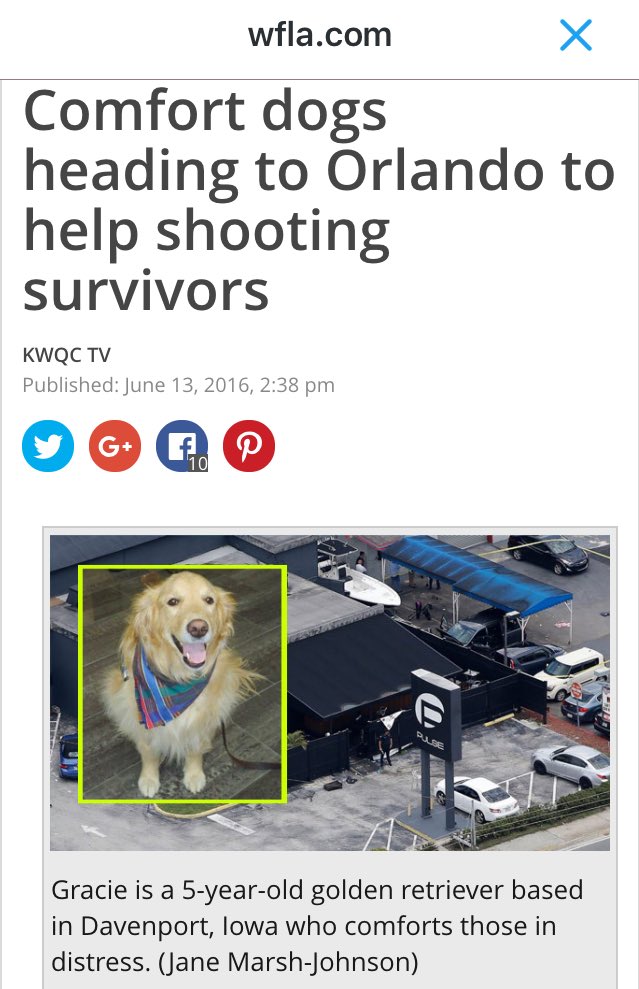 wfla.com
Comfort dogs
heading to Orlando to
help shooting
survivors
KWQC TV
Published: June 13, 2016, 2:38 pm
G+
10
PULSE
Gracie is a 5-year-old golden retriever based
in Davenport, Iowa who comforts those in
distress. (Jane Marsh-Johnson)